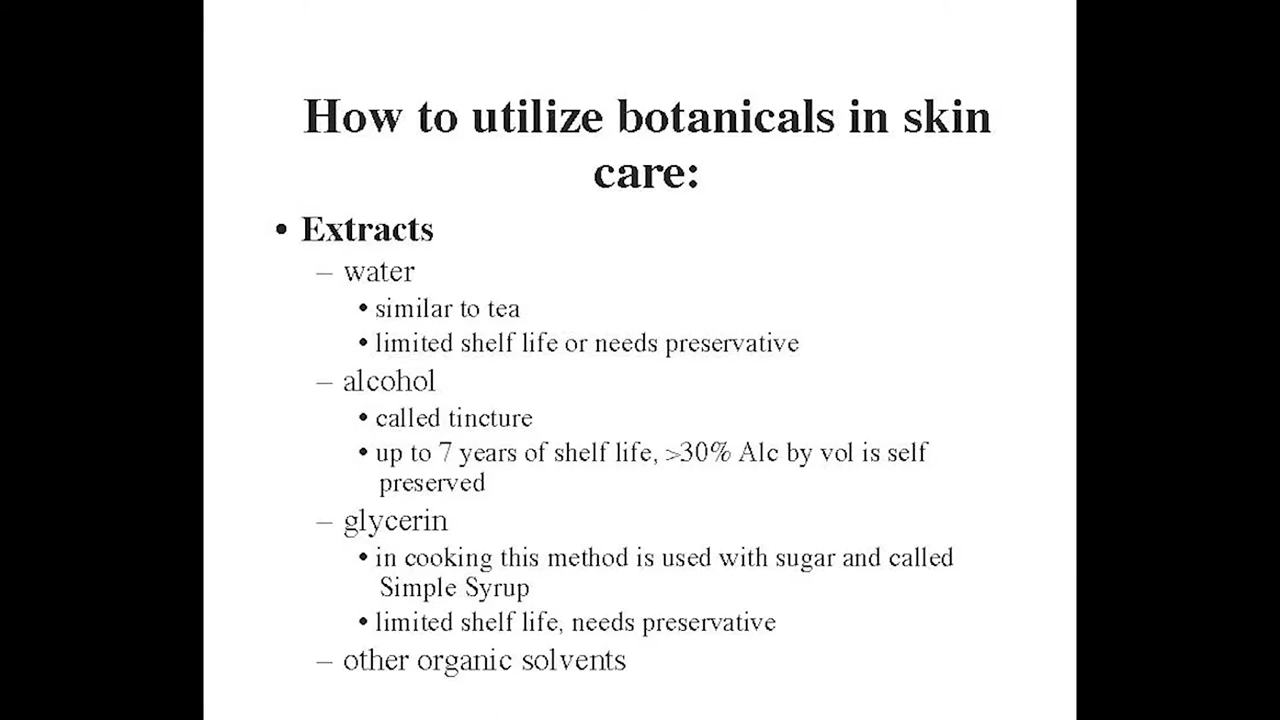 How to utilize botanicals in skin
care:
• Extracts
– water
• similar to tea
• limited shelf life or needs preservative
– alcohol
• called tincture
• up to 7 years of shelf life, >30% Alc by vol is self
preserved
– glycerin
• in cooking this method is used with sugar and called
Simple Syrup
• limited shelf life, needs preservative
– other organic solvents